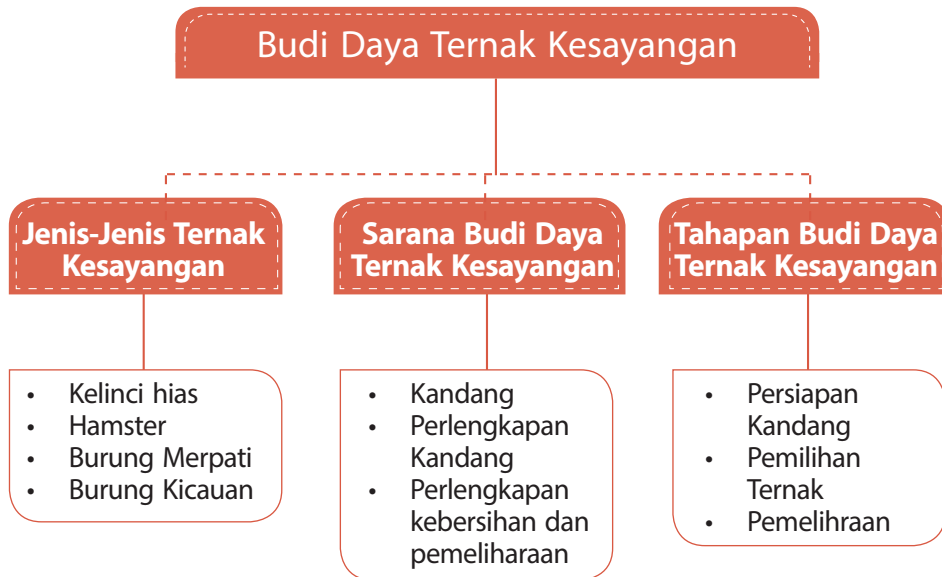 Budi Daya Ternak Kesayangan
Jenis-Jenis Ternak
Kesayangan
• Kelinci hias
• Hamster
• Burung Merpati
• Burung Kicauan
Sarana Budi Daya
Ternak Kesayangan
• Kandang
• Perlengkapan
Kandang
• Perlengkapan
kebersihan dan
pemeliharaan
Tahapan Budi Daya
Ternak Kesayangan
• Persiapan
Kandang
• Pemilihan
Ternak
• Pemelihraan